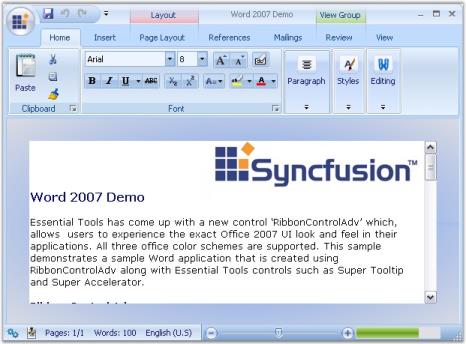 Layout Word 2007 Demo View Group
Home Insert Page Layout References Mailings Review View
Arial 8
Paste
B I U ABC X₂ X² Aa ab A
Paragraph Styles Editing
Clipboard Font
Syncfusion™
Word 2007 Demo
Essential Tools has come up with a new control 'RibbonControlAdv' which,
allows users to experience the exact Office 2007 UI look and feel in their
applications. All three office color schemes are supported. This sample
demonstrates a sample Word application that is created using
RibbonControlAdv along with Essential Tools controls such as Super Tooltip
and Super Accelerator.
Pages: 1/1 Words: 100 English (U.S)